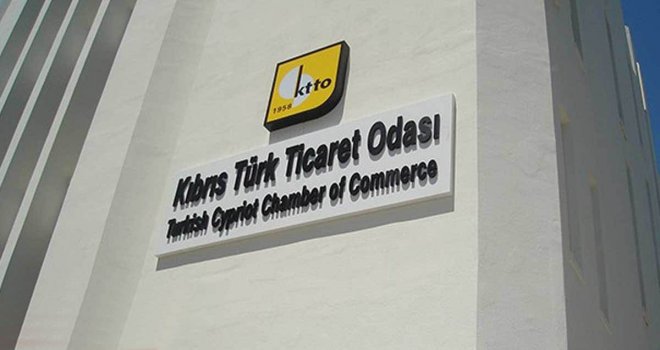 ktto
1958
Kıbrıs Türk Ticaret Odası
Turkish Cypriot Chamber of Commerce